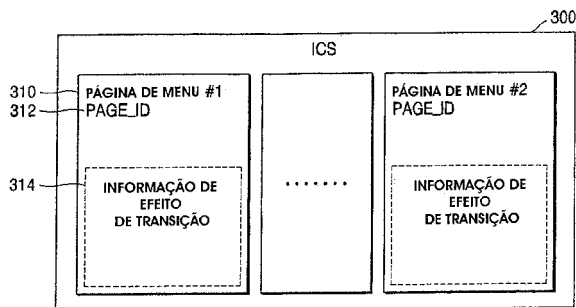 300
ICS
310
PÁGINA DE MENU #1
312
PAGE_ID
314
INFORMAÇÃO DE
EFEITO
DE TRANSIÇÃO
.......
PÁGINA DE MENU #2
PAGE_ID
INFORMAÇÃO DE
EFEITO
DE TRANSIÇÃO